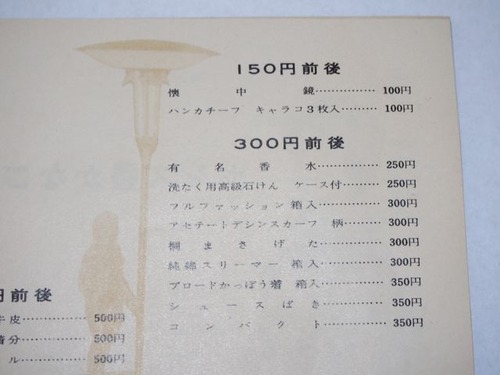 150円前後
懐中鏡…………… 100円
ハンカチーフ キャラコ3枚入……… 100円
300円前後
有名香水……………250円
洗たく用高級石けん ケース付………250円
フルファッション箱入……………300円
アセテートデシンスカーフ 柄………300円
桐まさげた……………300円
純綿スリーマー 箱入……………300円
ブロードかっぽう着 箱入………350円
シュースばき……………350円
コンパクト……………350円
円前後
牛皮……500円
着分……500円
ル……500円